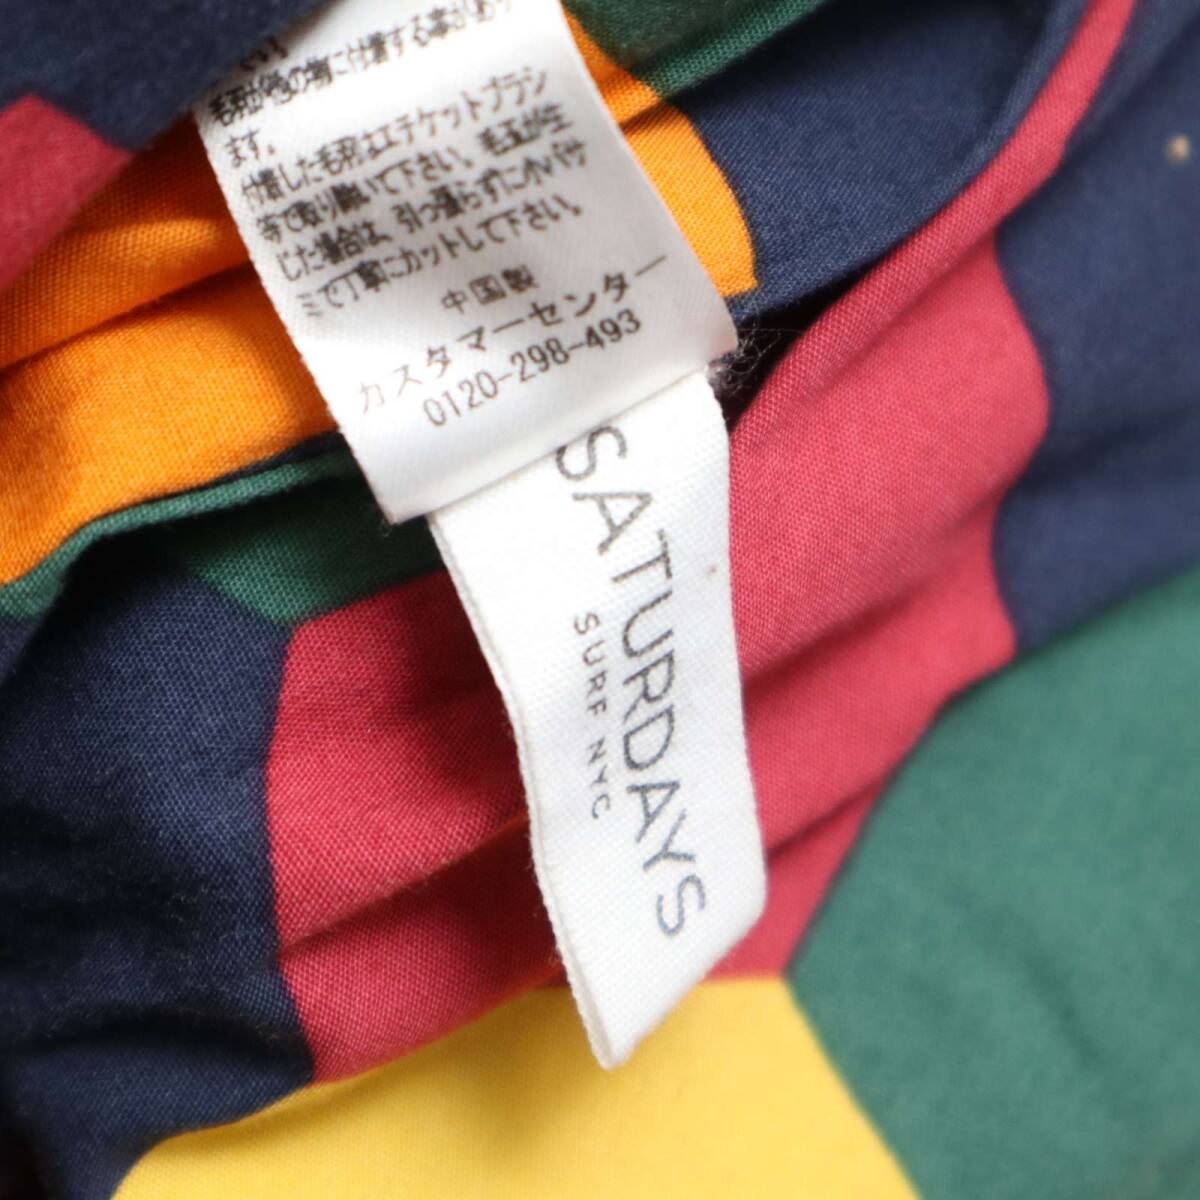 毛羽が他の物に付着する事があり
ます。
付着した毛羽はエチケットブラシ
等で取り除いて下さい。毛玉が生
じた場合は、引っ張らずに小バサ
ミで丁寧にカットして下さい。
中国製
カスタマーセンター
0120-298-493
SATURDAYS
SURF NYC